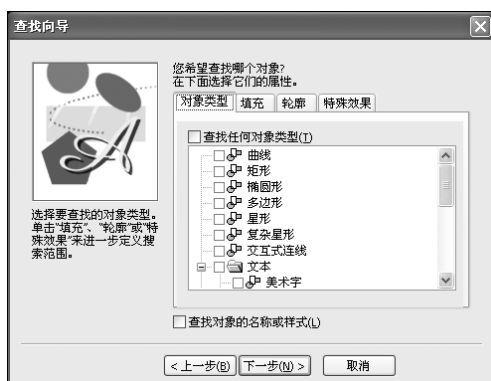 查找向导
您希望查找哪个对象?
在下面选择它们的属性。
对象类型 填充 轮廓 特殊效果
查找任何对象类型(T)
曲线
矩形
椭圆形
多边形
星形
复杂星形
交互式连线
文本
美术字
选择要查找的对象类型。
单击"填充"、"轮廓"或"特
殊效果"来进一步定义搜
索范围。
查找对象的名称或样式(L)
<上一步(B) 下一步(N)> 取消